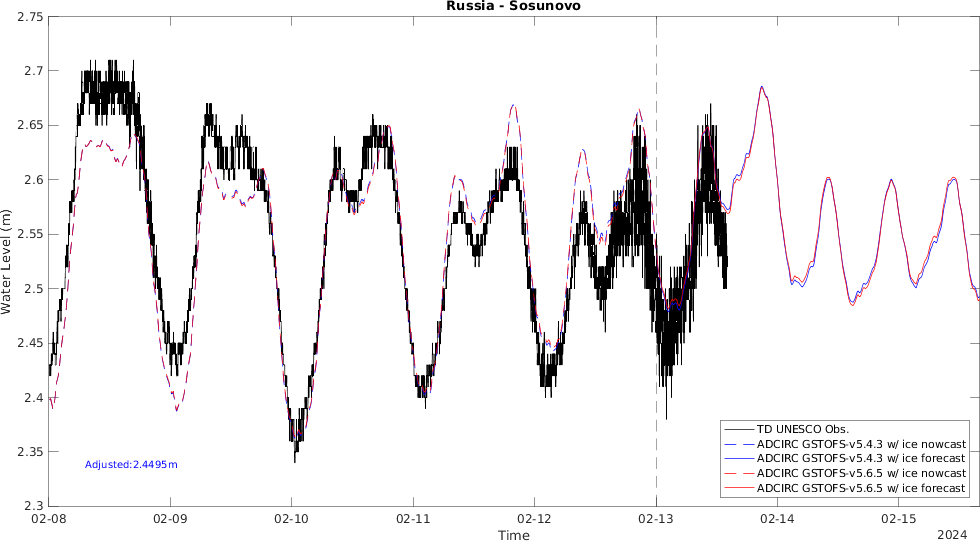 Russia - Sosunovo
Water Level (m)
2.75
2.7
2.65
2.6
2.55
2.5
2.45
2.4
2.35
2.3
Adjusted:2.4495m
TD UNESCO Obs.
ADCIRC GSTOFS-v5.4.3 w/ ice nowcast
ADCIRC GSTOFS-v5.4.3 w/ ice forecast
ADCIRC GSTOFS-v5.6.5 w/ ice nowcast
ADCIRC GSTOFS-v5.6.5 w/ ice forecast
02-08 02-09 02-10 02-11 02-12 02-13 02-14 02-15
Time
2024